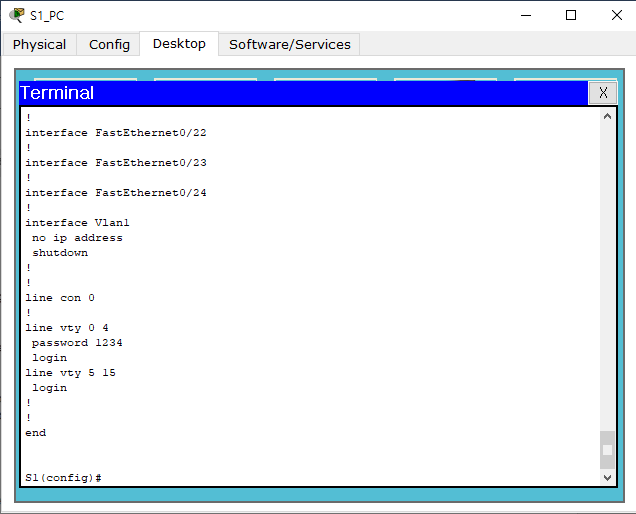 S1_PC
Physical Config Desktop Software/Services
Terminal X
!
interface FastEthernet0/22
!
interface FastEthernet0/23
!
interface FastEthernet0/24
!
interface Vlan1
 no ip address
 shutdown
!
!
line con 0
!
line vty 0 4
 password 1234
 login
line vty 5 15
 login
!
!
end
S1(config)#